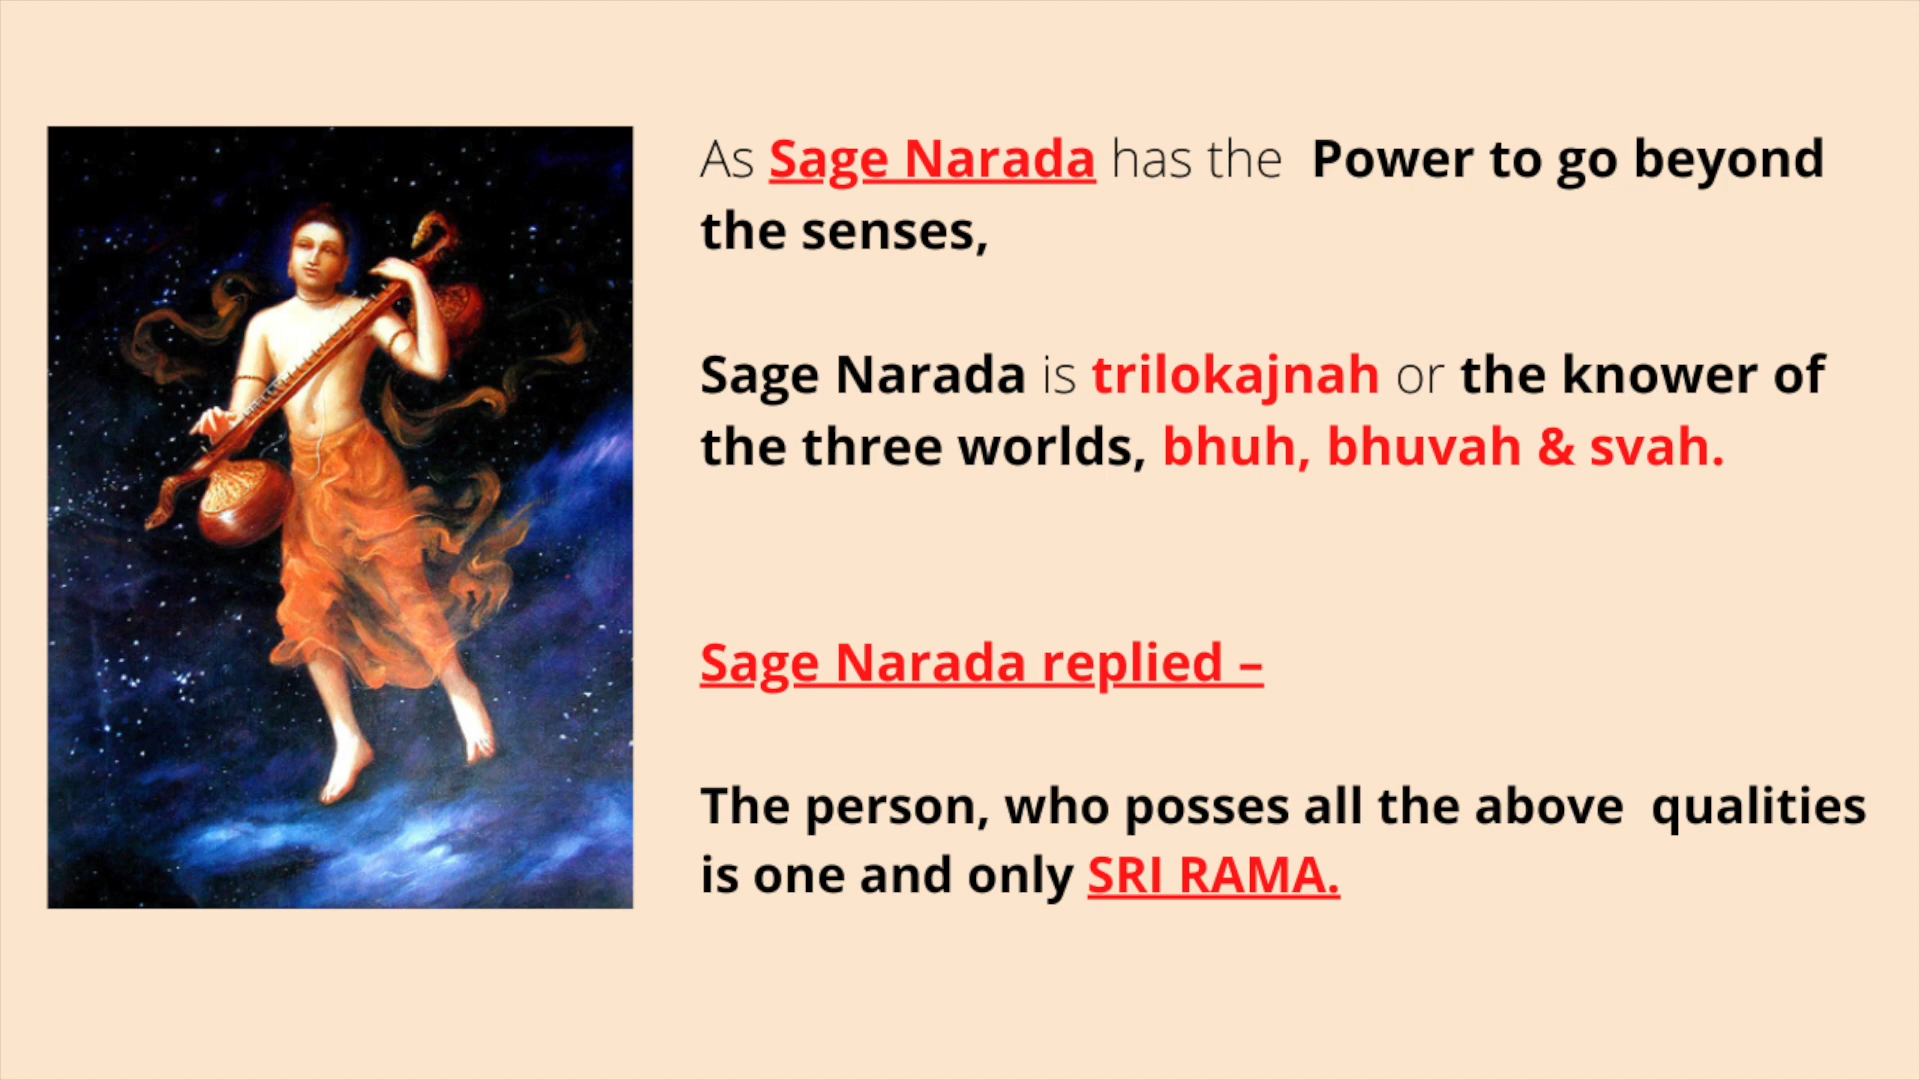 As Sage Narada has the  Power to go beyond
the senses,
Sage Narada is trilokajnah or the knower of
the three worlds, bhuh, bhuvah & svah.
Sage Narada replied –
The person, who posses all the above  qualities
is one and only SRI RAMA.